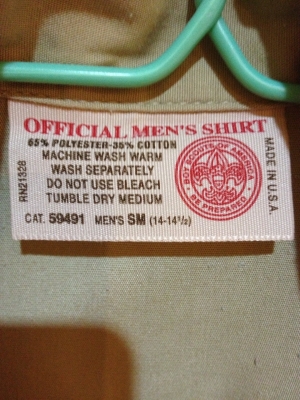 OFFICIAL MEN'S SHIRT
65% POLYESTER-35% COTTON
MACHINE WASH WARM
WASH SEPARATELY
DO NOT USE BLEACH
TUMBLE DRY MEDIUM
CAT. 59491 MEN'S SM (14-14½)
RN21328
BOY SCOUTS OF AMERICA
BE PREPARED
MADE IN U.S.A.